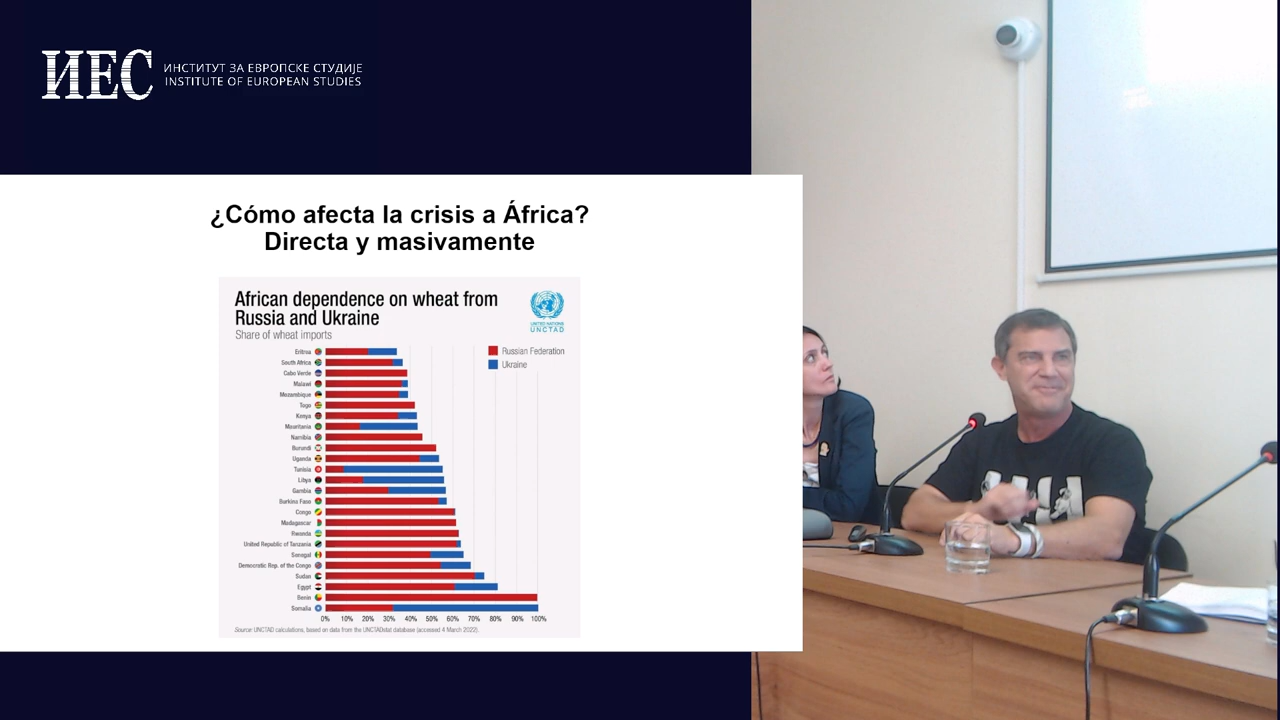 ИЕС
ИНСТИТУТ ЗА ЕВРОПСКЕ СТУДИЈЕ
INSTITUTE OF EUROPEAN STUDIES
¿Cómo afecta la crisis a África?
Directa y masivamente
African dependence on wheat from
Russia and Ukraine
Share of wheat imports
UNITED NATIONS
UNCTAD
Russian Federation
Ukraine
Eritrea
South Africa
Cabo Verde
Malawi
Mozambique
Togo
Kenya
Mauritania
Namibia
Burundi
Uganda
Tunisia
Libya
Gambia
Burkina Faso
Congo
Madagascar
Rwanda
United Republic of Tanzania
Senegal
Democratic Rep. of the Congo
Sudan
Egypt
Benin
Somalia
0% 10% 20% 30% 40% 50% 60% 70% 80% 90% 100%
Source: UNCTAD calculations, based on data from the UNCTADstat database (accessed 4 March 2022).